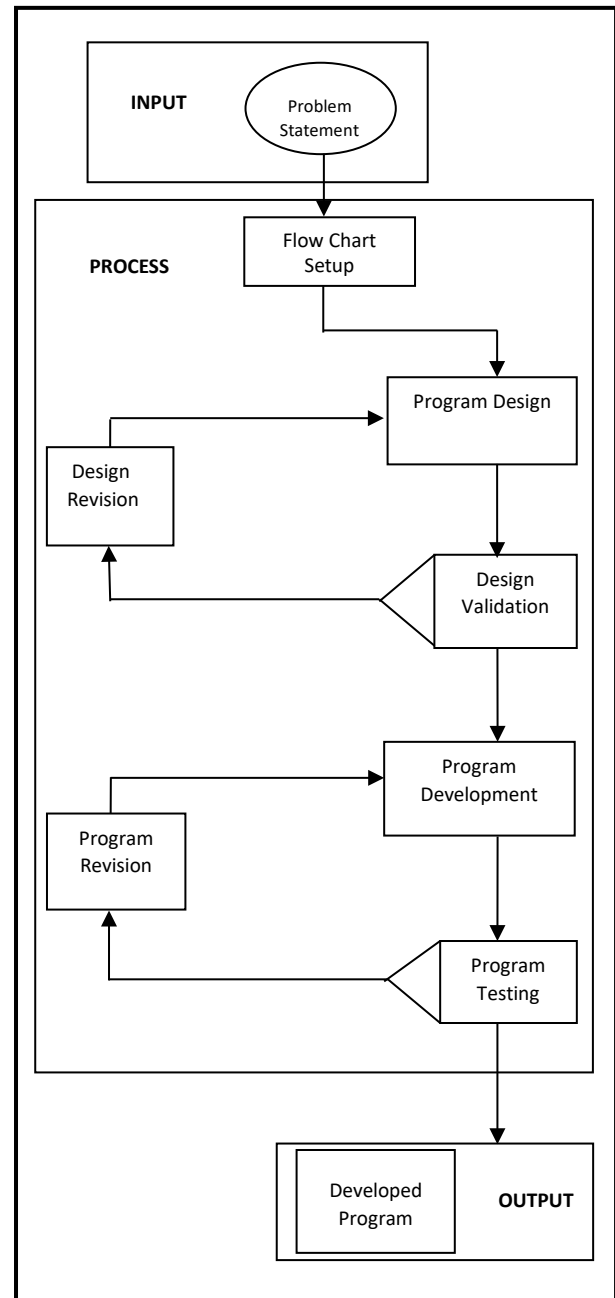 INPUT
Problem
Statement
Flow Chart
Setup
PROCESS
Program Design
Design
Revision
Design
Validation
Program
Development
Program
Revision
Program
Testing
Developed
Program
OUTPUT